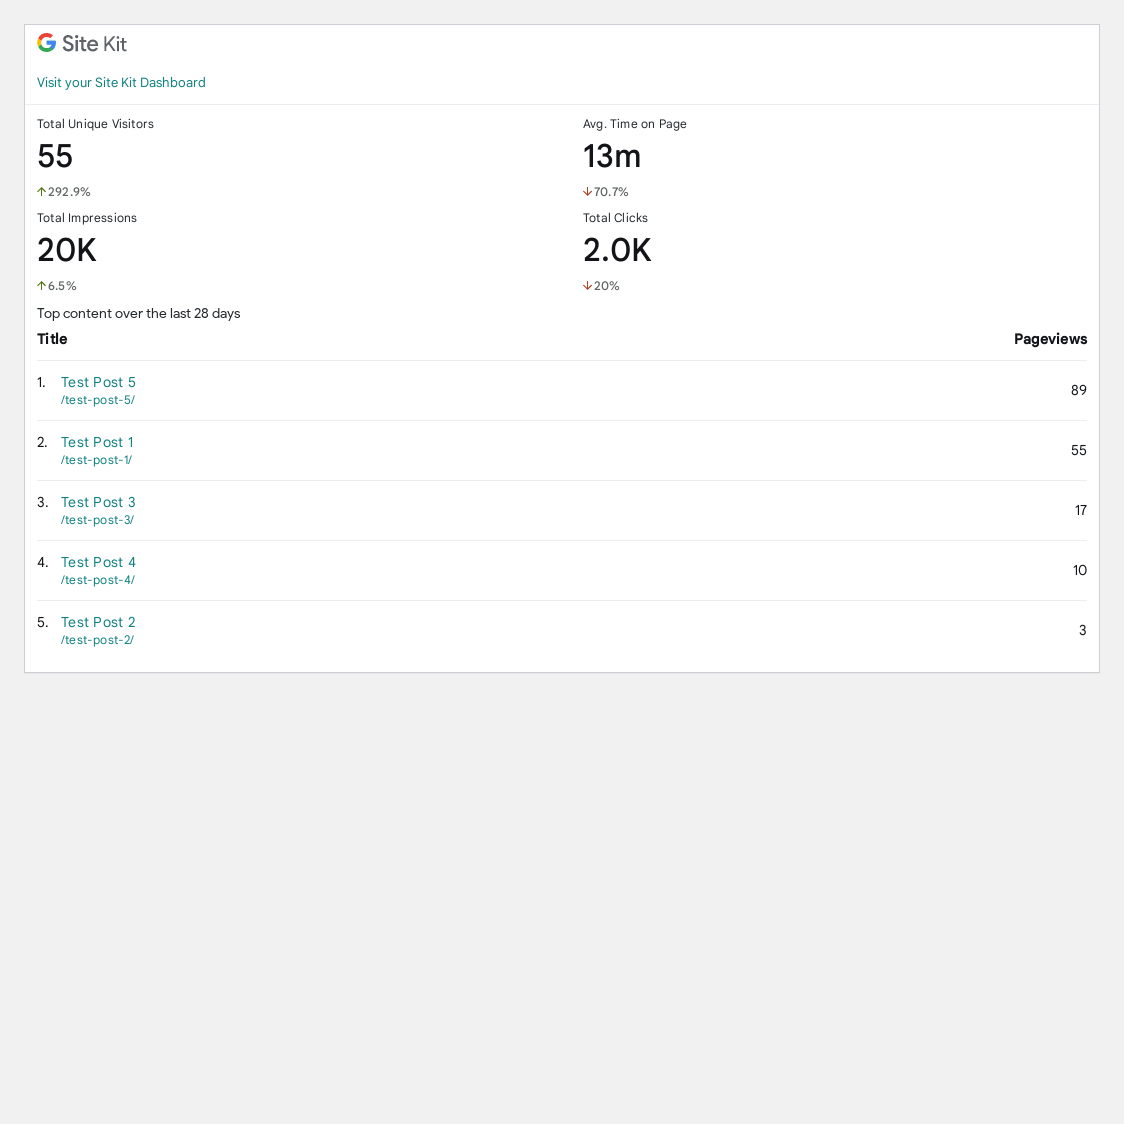 Site Kit
Visit your Site Kit Dashboard
Total Unique Visitors
55
292.9%
Avg. Time on Page
13m
70.7%
Total Impressions
20K
6.5%
Total Clicks
2.0K
20%
Top content over the last 28 days
Title Pageviews
1. Test Post 5
/test-post-5/
89
2. Test Post 1
/test-post-1/
55
3. Test Post 3
/test-post-3/
17
4. Test Post 4
/test-post-4/
10
5. Test Post 2
/test-post-2/
3